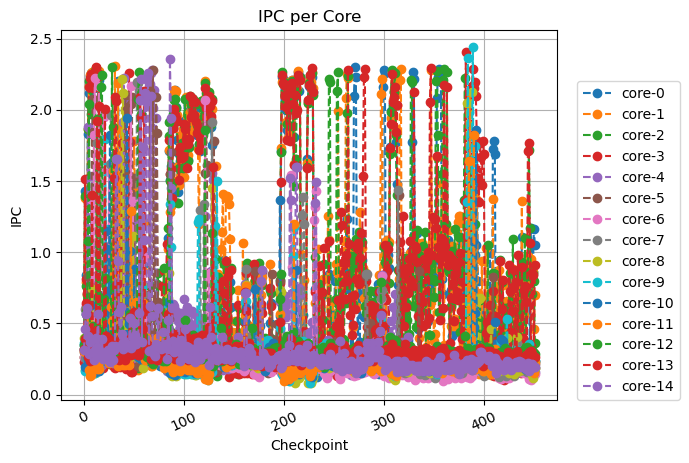 IPC per Core
IPC
2.5
2.0
1.5
1.0
0.5
0.0
0
100
200
300
400
Checkpoint
core-0
core-1
core-2
core-3
core-4
core-5
core-6
core-7
core-8
core-9
core-10
core-11
core-12
core-13
core-14